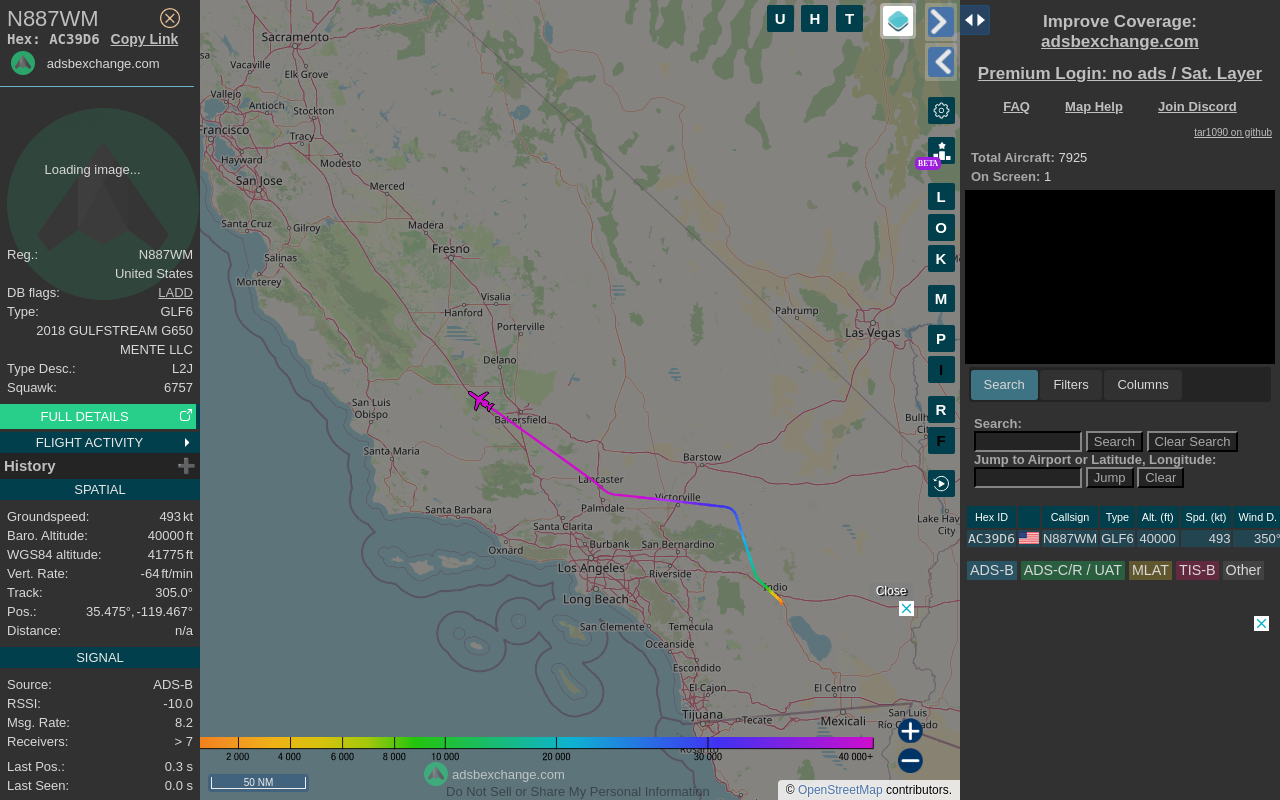 N887WM
Hex: AC39D6 Copy Link
adsbexchange.com
Loading image...
Reg.: N887WM
United States
DB flags: LADD
Type: GLF6
2018 GULFSTREAM G650
MENTE LLC
Type Desc.: L2J
Squawk: 6757
FULL DETAILS
FLIGHT ACTIVITY
History
SPATIAL
Groundspeed: 493 kt
Baro. Altitude: 40000 ft
WGS84 altitude: 41775 ft
Vert. Rate: -64 ft/min
Track: 305.0°
Pos.: 35.475°, -119.467°
Distance: n/a
SIGNAL
Source: ADS-B
RSSI: -10.0
Msg. Rate: 8.2
Receivers: > 7
Last Pos.: 0.3 s
Last Seen: 0.0 s
U H T
BETA
L
O
K
M
P
I
R
F
Sacramento
Vacaville
Elk Grove
Vallejo
Antioch
Stockton
Francisco
Tracy
Hayward
Modesto
San Jose
Merced
Santa Cruz
Gilroy
Madera
Salinas
Fresno
Monterey
Visalia
Hanford
Porterville
Delano
Pahrump
Las Vegas
San Luis
Obispo
Bakersfield
Santa Maria
Lancaster
Barstow
Palmdale
Victorville
Santa Barbara
Santa Clarita
Oxnard
Burbank
San Bernardino
Los Angeles
Riverside
Indio
Long Beach
San Clemente
Temecula
Oceanside
Escondido
El Cajon
El Centro
Tijuana
Tecate
Mexicali
San Luis
Lake Hav
City
Close
2 000 4 000 6 000 8 000 10 000 20 000 30 000 40 000+
50 NM
adsbexchange.com
Do Not Sell or Share My Personal Information
© OpenStreetMap contributors.
Improve Coverage:
adsbexchange.com
Premium Login: no ads / Sat. Layer
FAQ Map Help Join Discord
tar1090 on github
Total Aircraft: 7925
On Screen: 1
Search Filters Columns
Search:
Search Clear Search
Jump to Airport or Latitude, Longitude:
Jump Clear
Hex ID Callsign Type Alt. (ft) Spd. (kt) Wind D.
AC39D6 N887WM GLF6 40000 493 350°
ADS-B ADS-C/R / UAT MLAT TIS-B Other